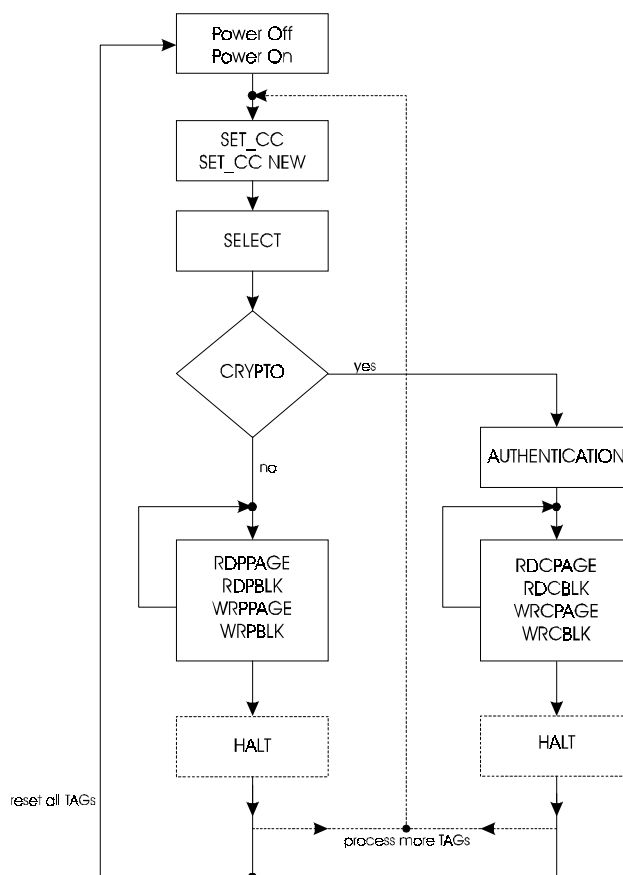 Power Off
Power On
SET_CC
SET_CC NEW
SELECT
CRYPTO
yes
no
AUTHENTICATION
RDPPAGE
RDPBLK
WRPPAGE
WRPBLK
RDCPAGE
RDCBLK
WRCPAGE
WRCBLK
HALT
HALT
reset all TAGs
process more TAGs